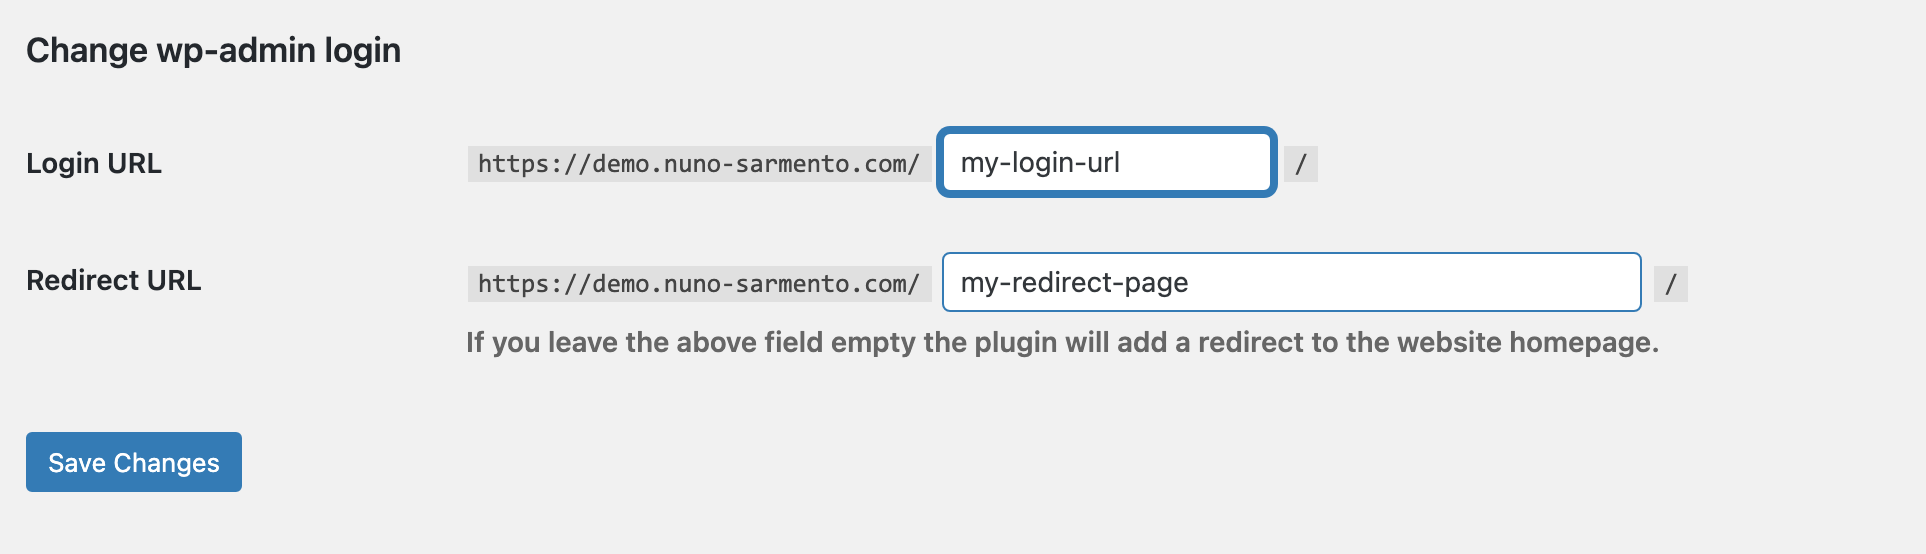 Change wp-admin login
Login URL https://demo.nuno-sarmento.com/ my-login-url /
Redirect URL https://demo.nuno-sarmento.com/ my-redirect-page /
If you leave the above field empty the plugin will add a redirect to the website homepage.
Save Changes